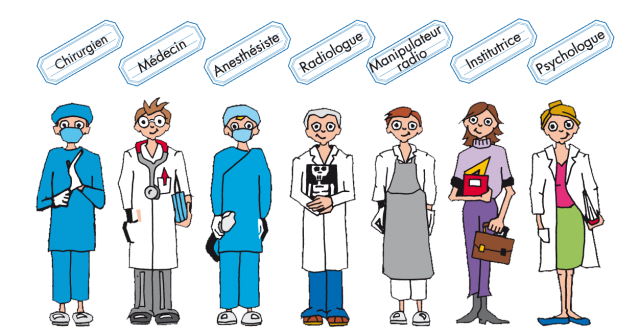 Chirurgien
Médecin
Anesthésiste
Radiologue
Manipulateur
radio
Institutrice
Psychologue